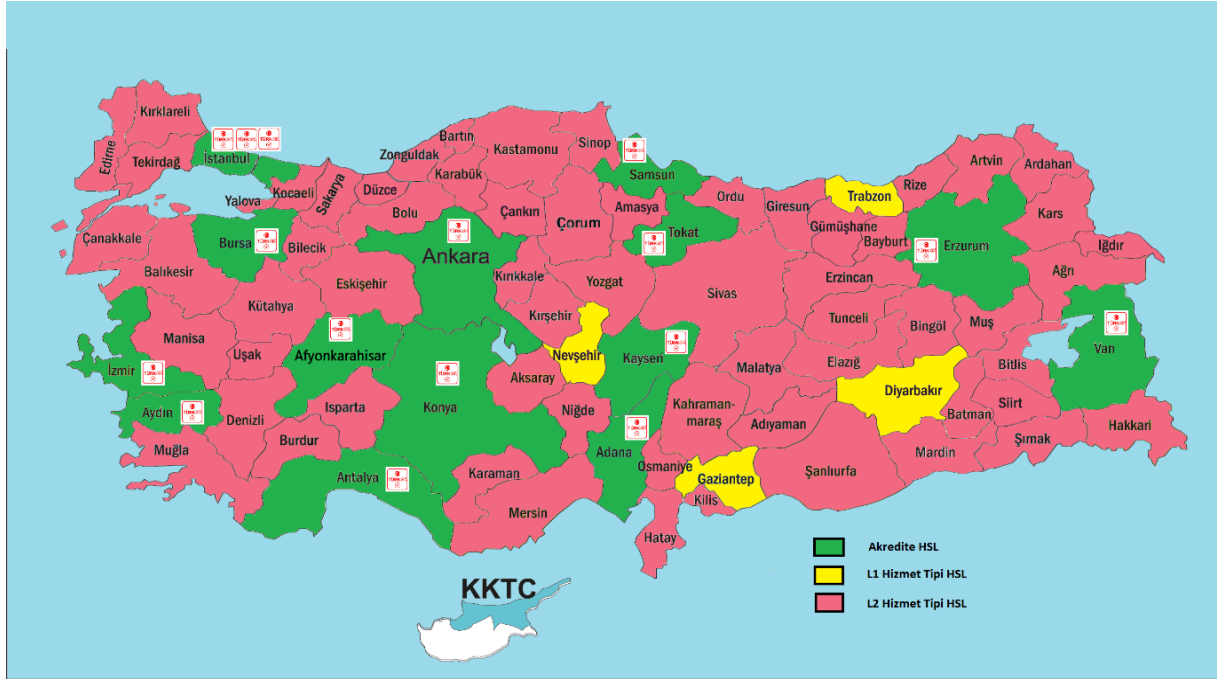 Kırklareli
Edirne
Tekirdağ
İstanbul
Yalova
Kocaeli
Sakarya
Düzce
Zonguldak
Bartın
Karabük
Kastamonu
Sinop
Samsun
Bolu
Çankırı
Çorum
Amasya
Tokat
Ordu
Giresun
Trabzon
Rize
Artvin
Ardahan
Kars
Gümüşhane
Bayburt
Erzurum
Iğdır
Ağrı
Çanakkale
Bursa
Bilecik
Balıkesir
Kütahya
Eskişehir
Ankara
Kırıkkale
Yozgat
Kırşehir
Sivas
Erzincan
Tunceli
Bingöl
Muş
Van
Bitlis
Manisa
Uşak
Afyonkarahisar
İzmir
Aydın
Denizli
Isparta
Burdur
Muğla
Antalya
Konya
Aksaray
Nevşehir
Kayseri
Niğde
Malatya
Elazığ
Diyarbakır
Batman
Siirt
Şırnak
Hakkari
Kahraman-
maraş
Adıyaman
Adana
Osmaniye
Gaziantep
Kilis
Şanlıurfa
Mardin
Karaman
Mersin
Hatay
KKTC
Akredite HSL
L1 Hizmet Tipi HSL
L2 Hizmet Tipi HSL